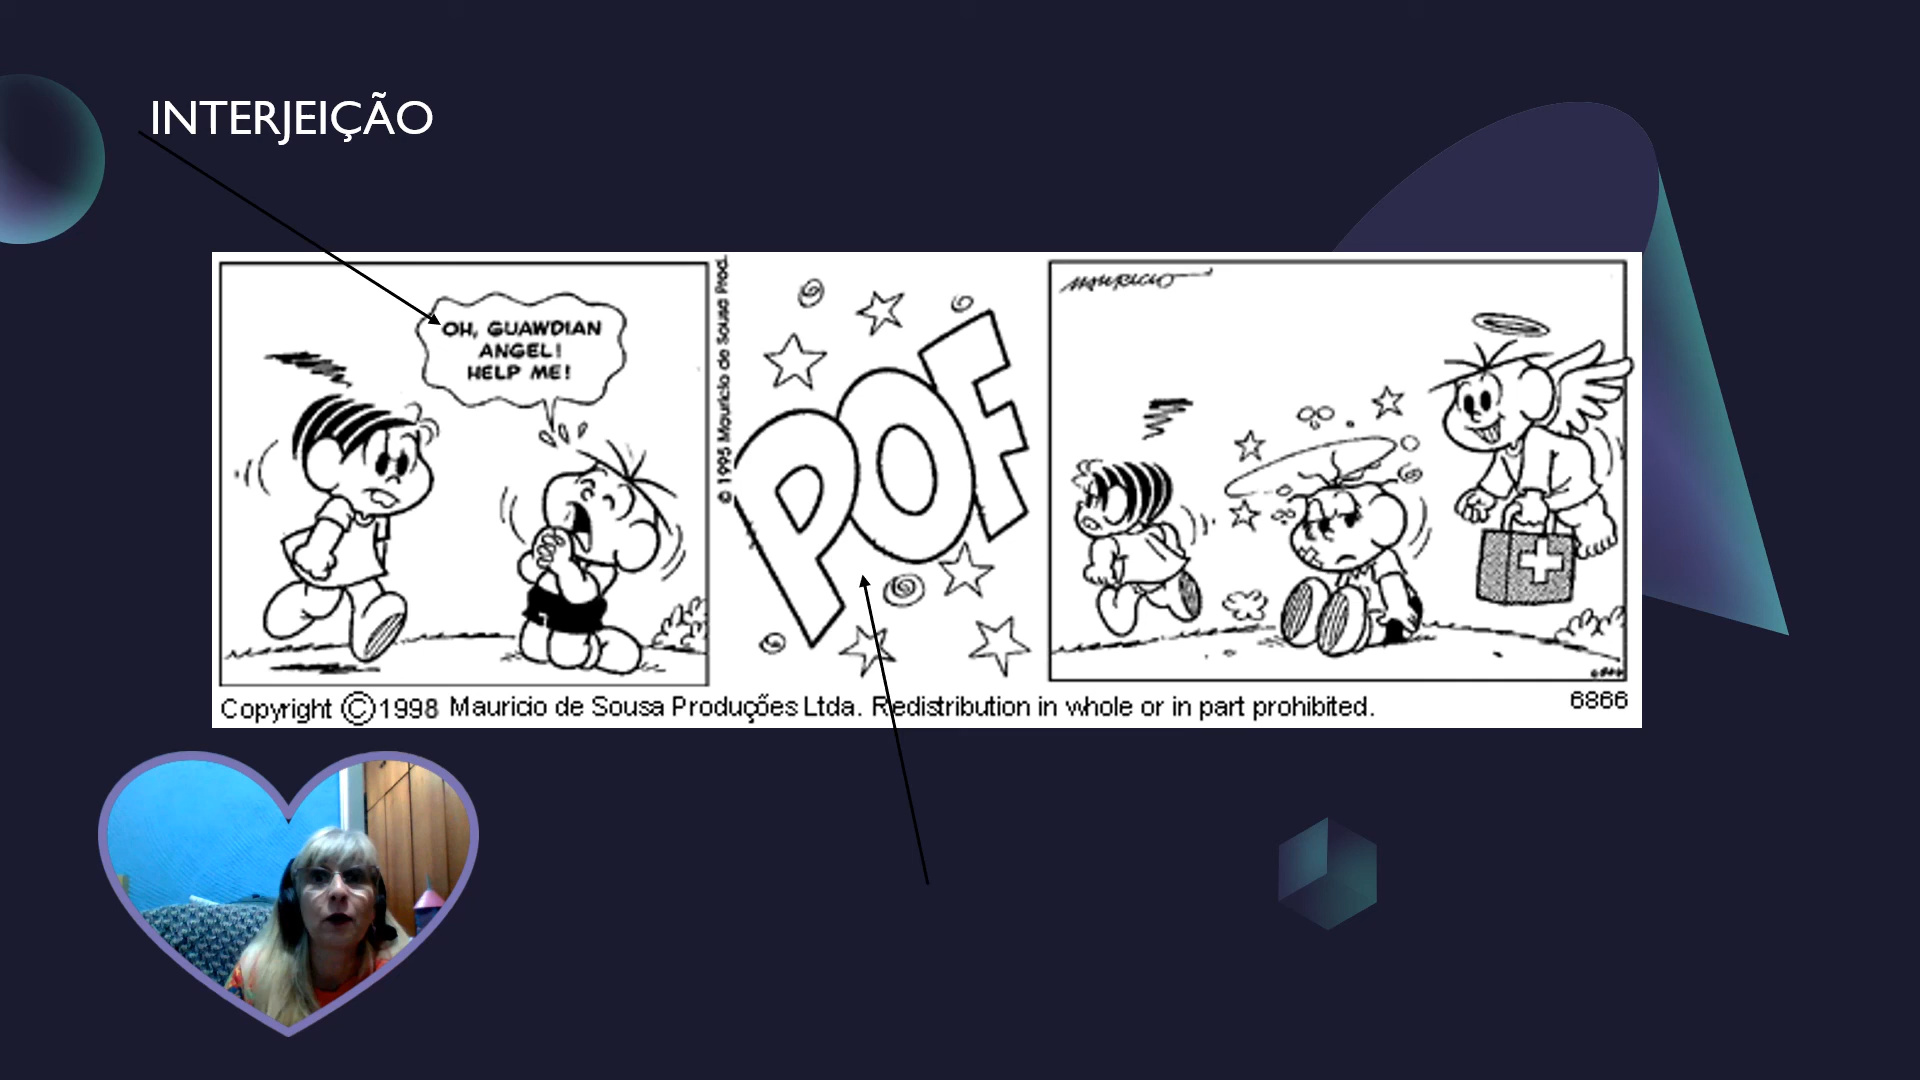 INTERJEIÇÃO
OH, GUAWDIAN
ANGEL!
HELP ME!
© 1995 Mauricio de Sousa Prod.
POF
MAURICIO
Copyright ©1998 Mauricio de Sousa Produções Ltda. Redistribution in whole or in part prohibited.
6866